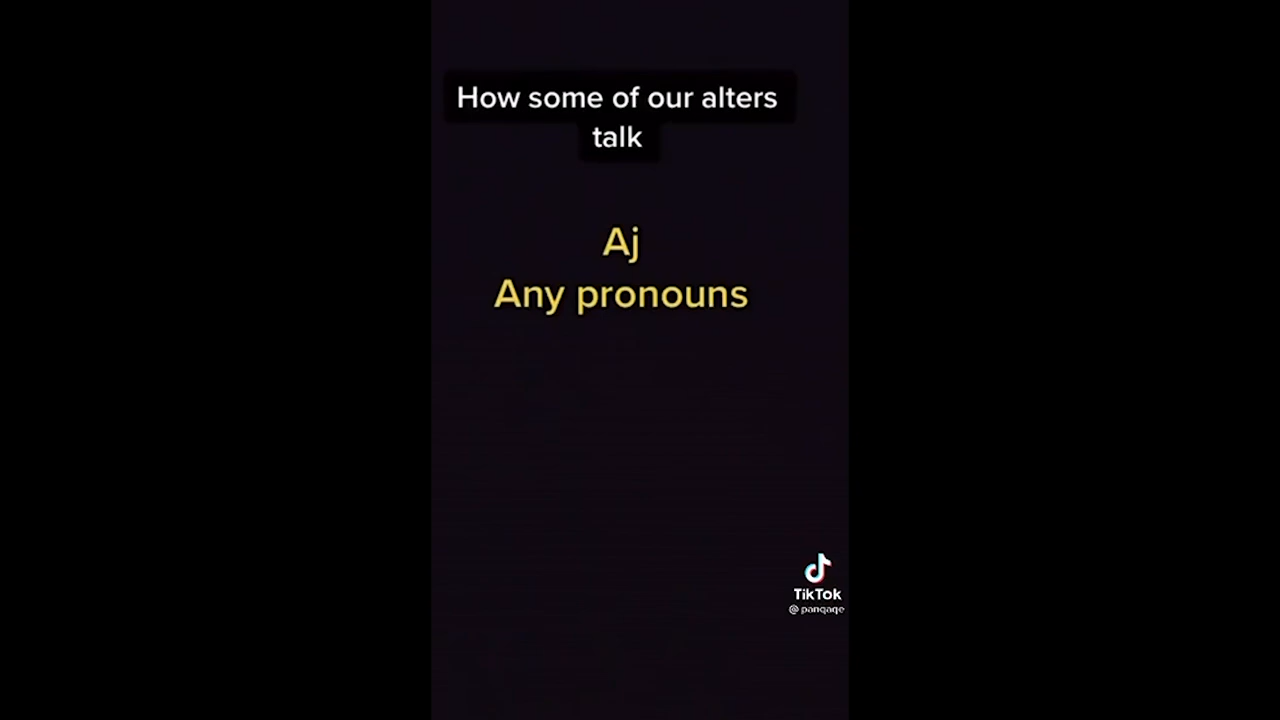 How some of our alters
talk
Aj
Any pronouns
TikTok
@panqaqe